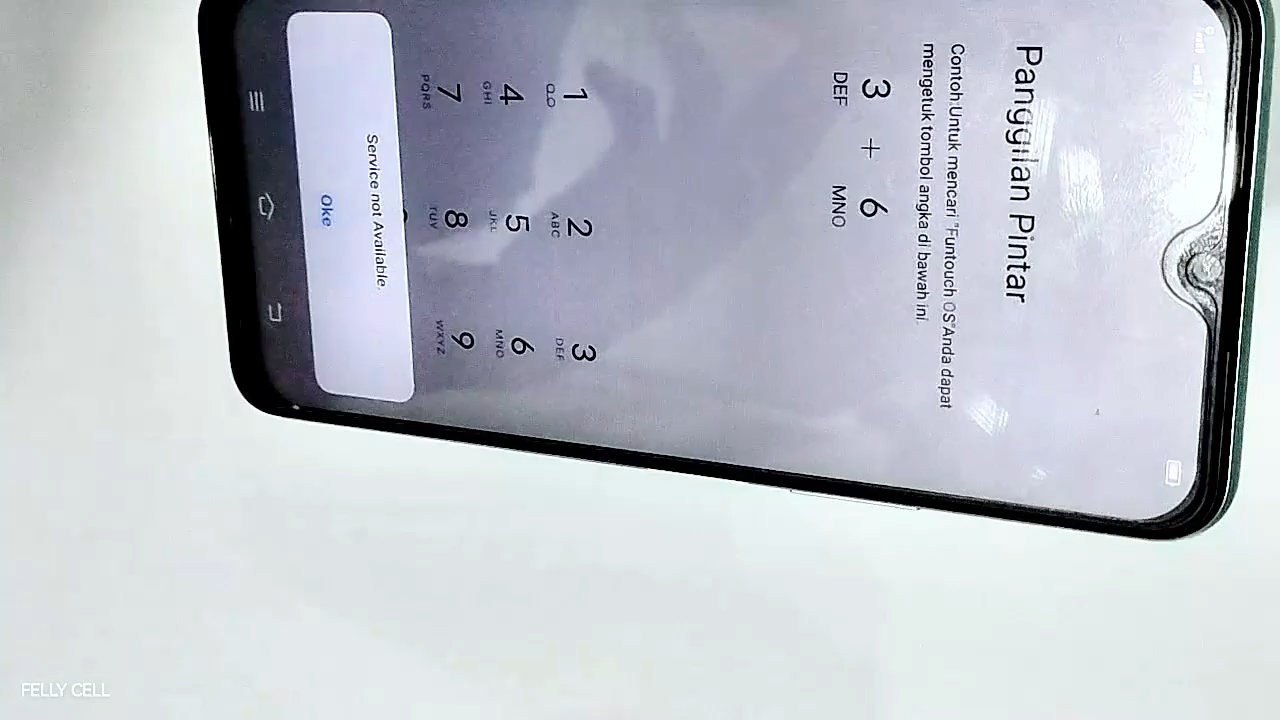 Panggilan Pintar
Contoh:Untuk mencari "Funtouch OS"Anda dapat
mengetuk tombol angka di bawah ini.
3 + 6
DEF MNO
1 2 3
ABC DEF
4 5 6
GHI JKL MNO
7 8 9
PQRS TUV WXYZ
Service not Available.
Oke
FELLY CELL